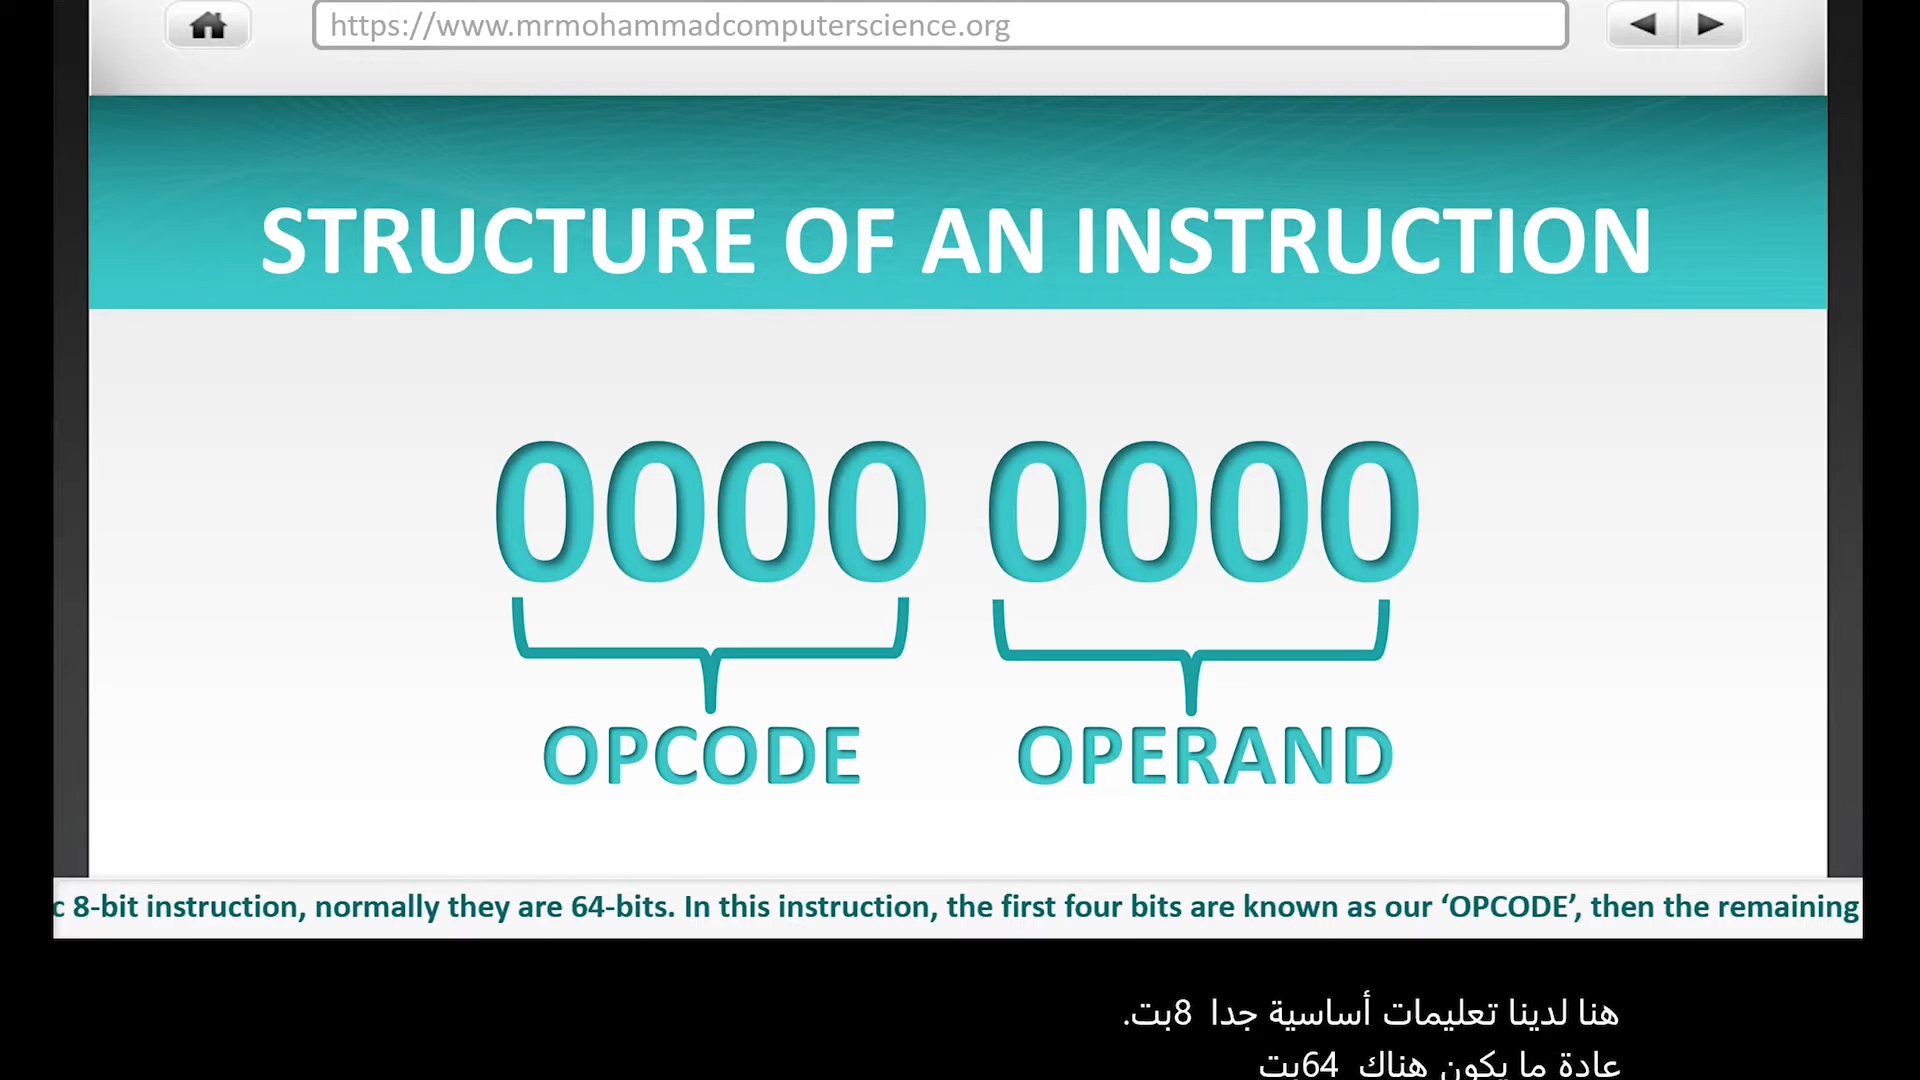 https://www.mrmohammadcomputerscience.org
STRUCTURE OF AN INSTRUCTION
0000 0000
OPCODE OPERAND
c 8-bit instruction, normally they are 64-bits. In this instruction, the first four bits are known as our ‘OPCODE’, then the remaining
هنا لدينا تعليمات أساسية جدا 8بت.
عادة ما يكون هناك 64بت